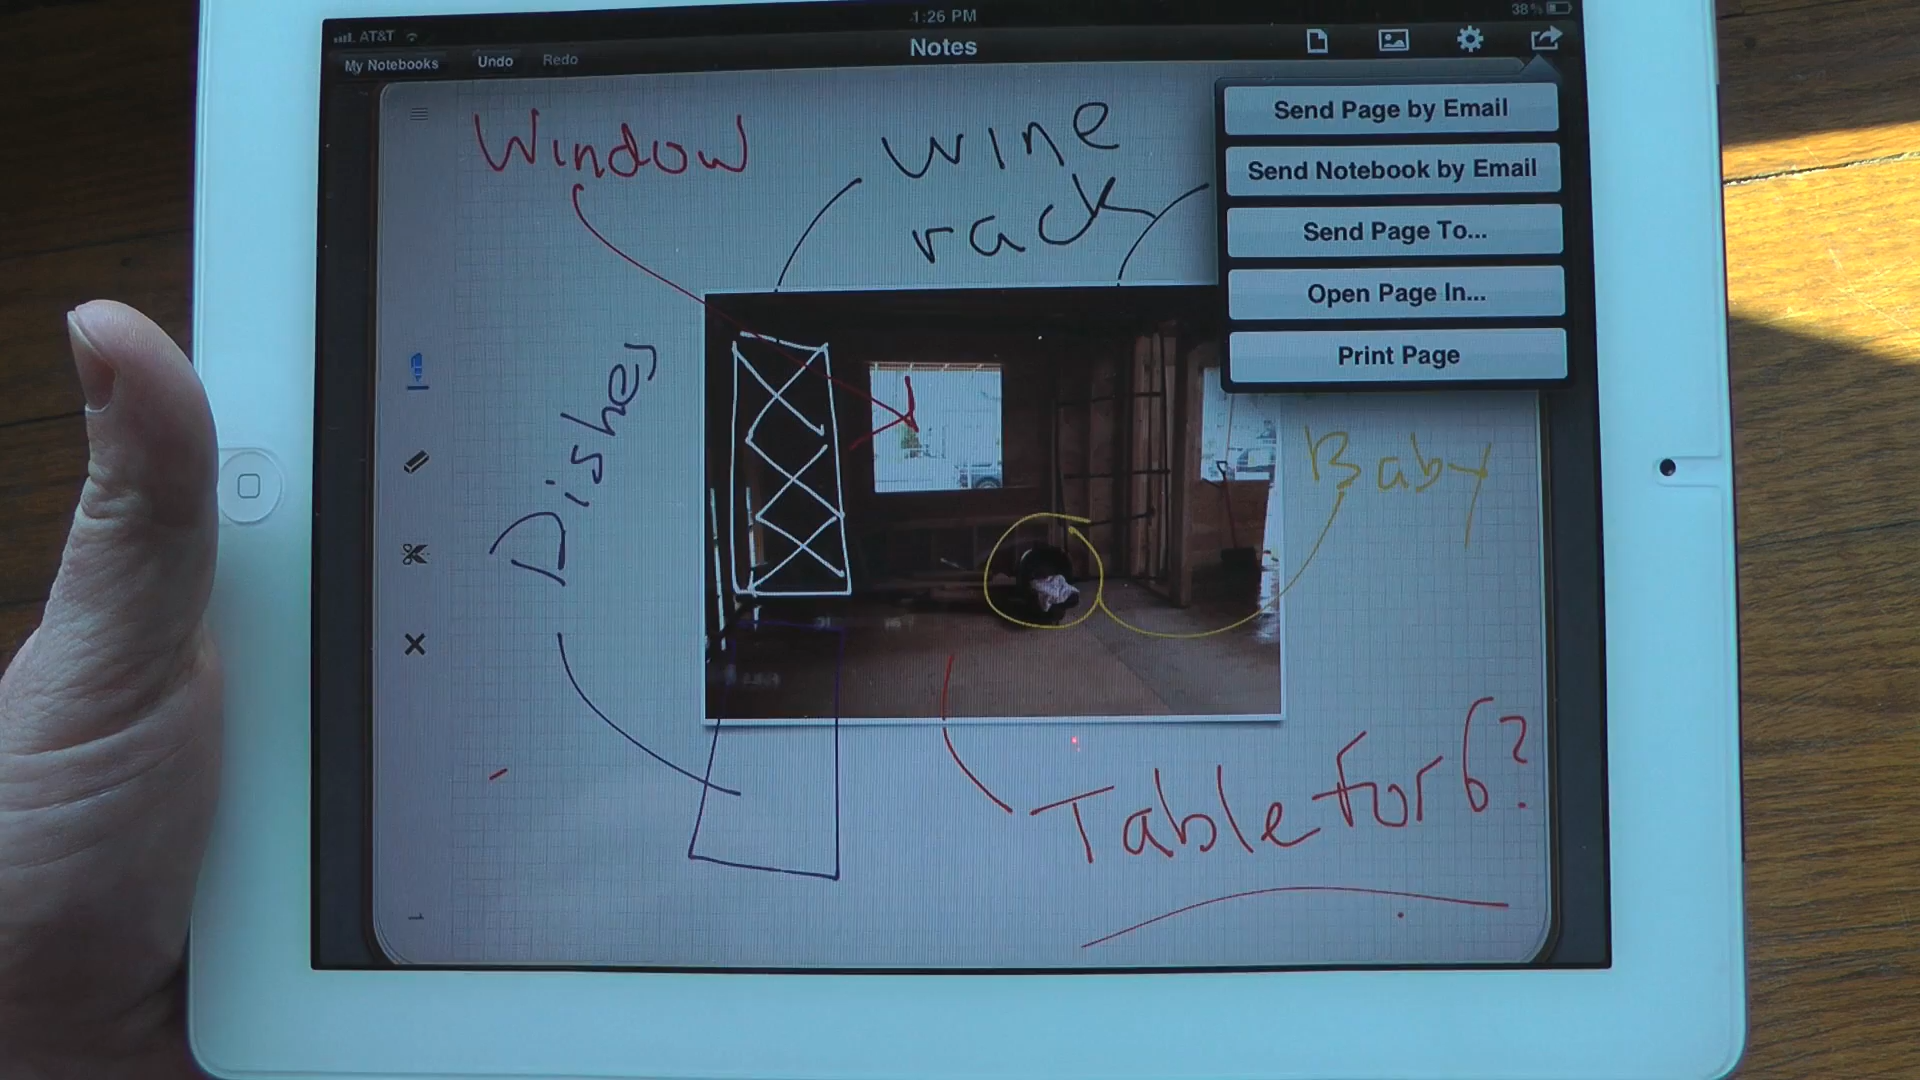 AT&T
1:26 PM
38%
My Notebooks
Undo
Redo
Notes
Send Page by Email
Send Notebook by Email
Send Page To...
Open Page In...
Print Page
Window
wine
rack
Dishes
Baby
Table for 6?
1